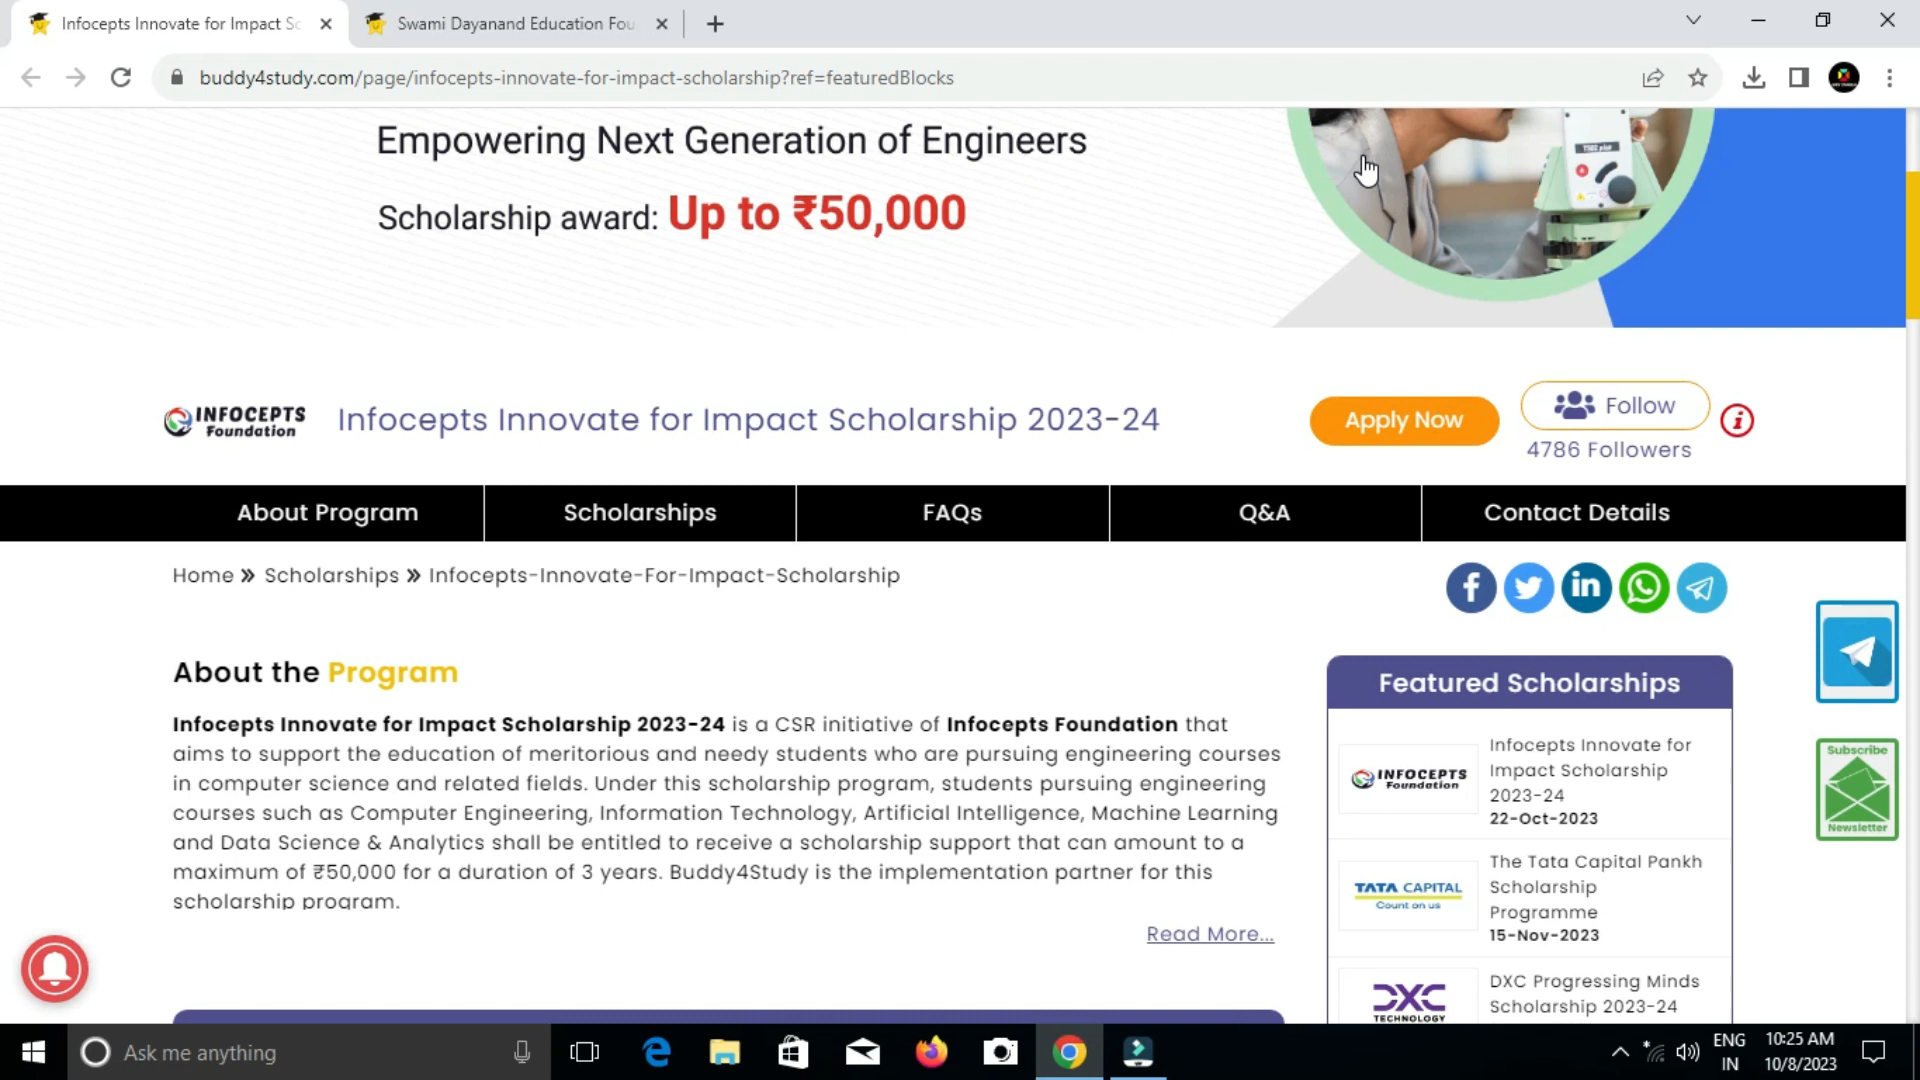 Infocepts Innovate for Impact Sc
Swami Dayanand Education Fou
buddy4study.com/page/infocepts-innovate-for-impact-scholarship?ref=featuredBlocks
Empowering Next Generation of Engineers
Scholarship award: Up to ₹50,000
INFOCEPTS
Foundation
Infocepts Innovate for Impact Scholarship 2023-24
Apply Now
Follow
4786 Followers
About Program
Scholarships
FAQs
Q&A
Contact Details
Home » Scholarships » Infocepts-Innovate-For-Impact-Scholarship
About the Program
Infocepts Innovate for Impact Scholarship 2023-24 is a CSR initiative of Infocepts Foundation that
aims to support the education of meritorious and needy students who are pursuing engineering courses
in computer science and related fields. Under this scholarship program, students pursuing engineering
courses such as Computer Engineering, Information Technology, Artificial Intelligence, Machine Learning
and Data Science & Analytics shall be entitled to receive a scholarship support that can amount to a
maximum of ₹50,000 for a duration of 3 years. Buddy4Study is the implementation partner for this
scholarship program.
Read More...
Featured Scholarships
INFOCEPTS
Foundation
Infocepts Innovate for
Impact Scholarship
2023-24
22-Oct-2023
TATA CAPITAL
Count on us
The Tata Capital Pankh
Scholarship
Programme
15-Nov-2023
DXC
TECHNOLOGY
DXC Progressing Minds
Scholarship 2023-24
Subscribe
Newsletter
Ask me anything
ENG
IN
10:25 AM
10/8/2023